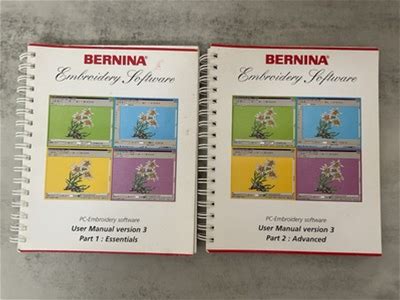 BERNINA®
Embroidery Software
PC-Embroidery software
User Manual version 3
Part 1 : Essentials
BERNINA®
Embroidery Software
PC-Embroidery software
User Manual version 3
Part 2 : Advanced